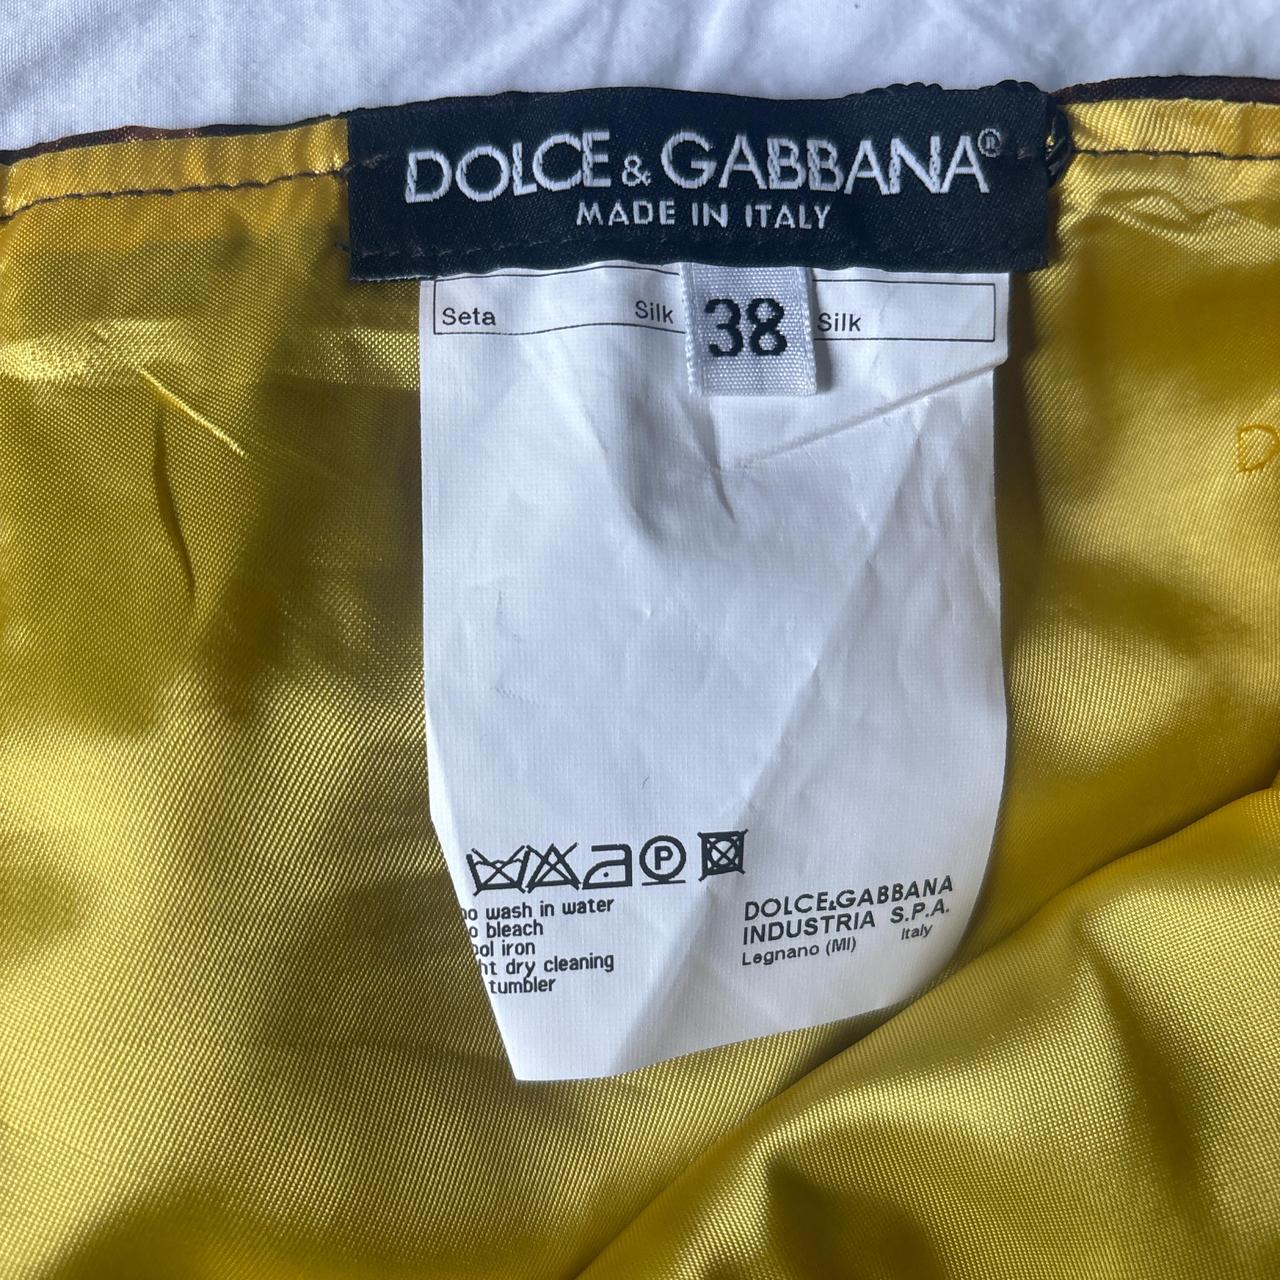 DOLCE & GABBANA®
MADE IN ITALY
Seta Silk 38 Silk
P
wash in water
bleach
iron
dry cleaning
tumbler
DOLCE&GABBANA
INDUSTRIA S.P.A.
Legnano (MI) Italy
D